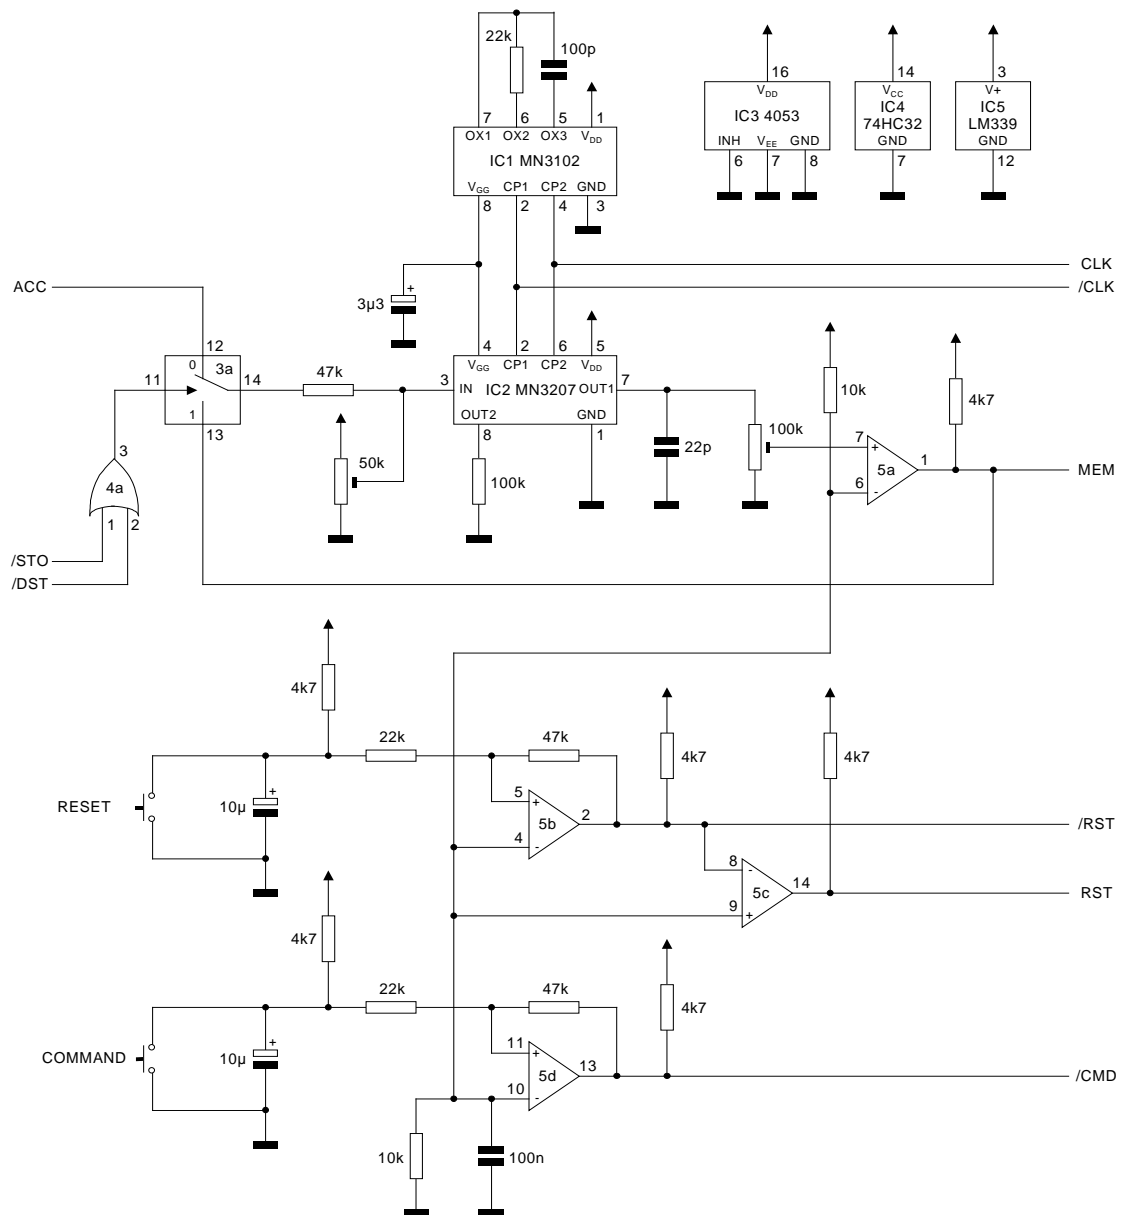 22k
100p
7 6 5 1
OX1 OX2 OX3 VDD
IC1 MN3102
VGG CP1 CP2 GND
8 2 4 3
16
VDD
IC3 4053
INH VEE GND
6 7 8
14
VCC
IC4
74HC32
GND
7
3
V+
IC5
LM339
GND
12
CLK
/CLK
ACC
3µ3
+
12
0 3a
11
14
1
13
47k
50k
3
4 2 6 5
VGG CP1 CP2 VDD
IN IC2 MN3207 OUT1
OUT2 GND
7
8 1
100k
22p
100k
10k
4k7
7
+
5a
6
-
1
MEM
3
4a
1 2
/STO
/DST
4k7
22k
47k
4k7
4k7
RESET
10µ
+
5
+
5b
4
-
2
/RST
8
-
5c
9
+
14
RST
4k7
22k
47k
4k7
COMMAND
10µ
+
11
+
5d
10
-
13
/CMD
10k
100n